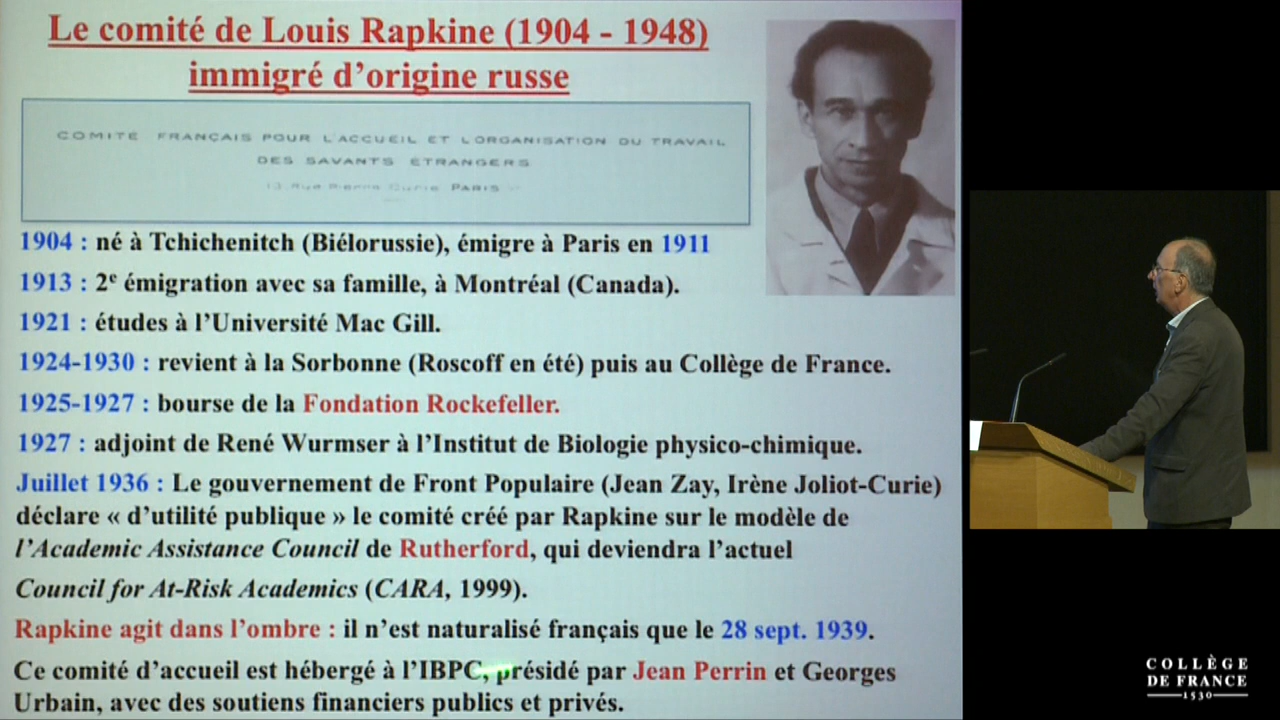 Le comité de Louis Rapkine (1904 - 1948)
immigré d’origine russe
COMITÉ FRANÇAIS POUR L'ACCUEIL ET L'ORGANISATION DU TRAVAIL
DES SAVANTS ÉTRANGERS
13, Rue Pierre Curie PARIS
1904 : né à Tchichenitch (Biélorussie), émigre à Paris en 1911
1913 : 2e émigration avec sa famille, à Montréal (Canada).
1921 : études à l’Université Mac Gill.
1924-1930 : revient à la Sorbonne (Roscoff en été) puis au Collège de France.
1925-1927 : bourse de la Fondation Rockefeller.
1927 : adjoint de René Wurmser à l’Institut de Biologie physico-chimique.
Juillet 1936 : Le gouvernement de Front Populaire (Jean Zay, Irène Joliot-Curie)
déclare « d’utilité publique » le comité créé par Rapkine sur le modèle de
l’Academic Assistance Council de Rutherford, qui deviendra l’actuel
Council for At-Risk Academics (CARA, 1999).
Rapkine agit dans l’ombre : il n’est naturalisé français que le 28 sept. 1939.
Ce comité d’accueil est hébergé à l’IBPC, présidé par Jean Perrin et Georges
Urbain, avec des soutiens financiers publics et privés.
COLLÈGE
DE FRANCE
1530